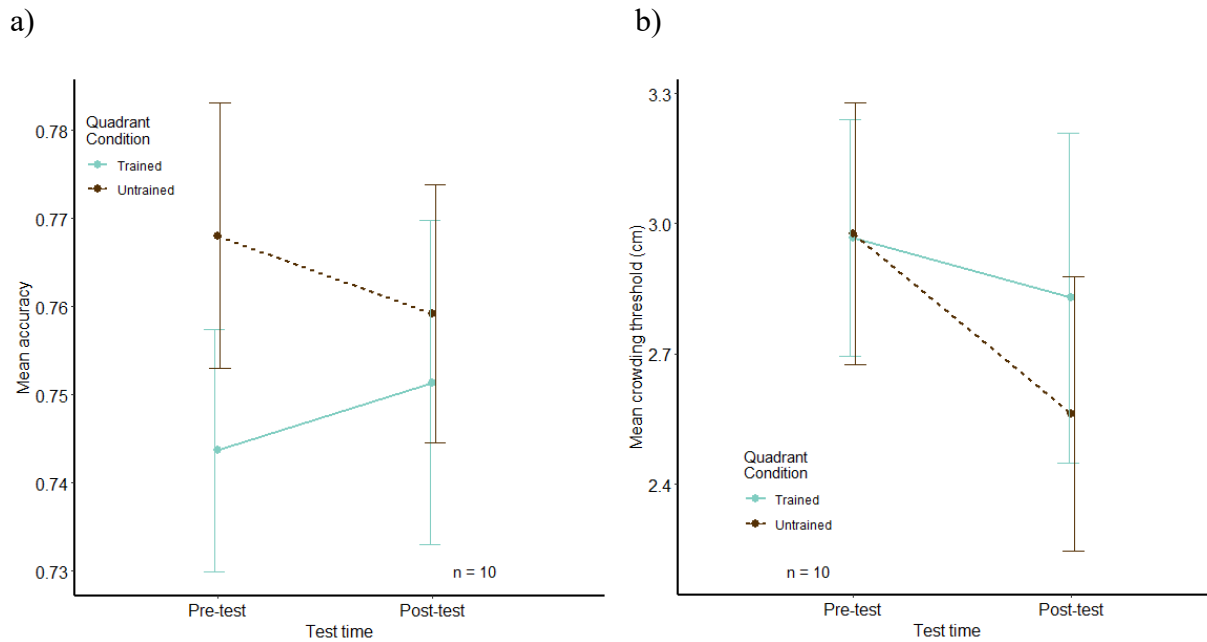 a)
Mean accuracy
0.78
0.77
0.76
0.75
0.74
0.73
Quadrant
Condition
Trained
Untrained
n = 10
Pre-test
Post-test
Test time
b)
Mean crowding threshold (cm)
3.3
3.0
2.7
2.4
Quadrant
Condition
Trained
Untrained
n = 10
Pre-test
Post-test
Test time